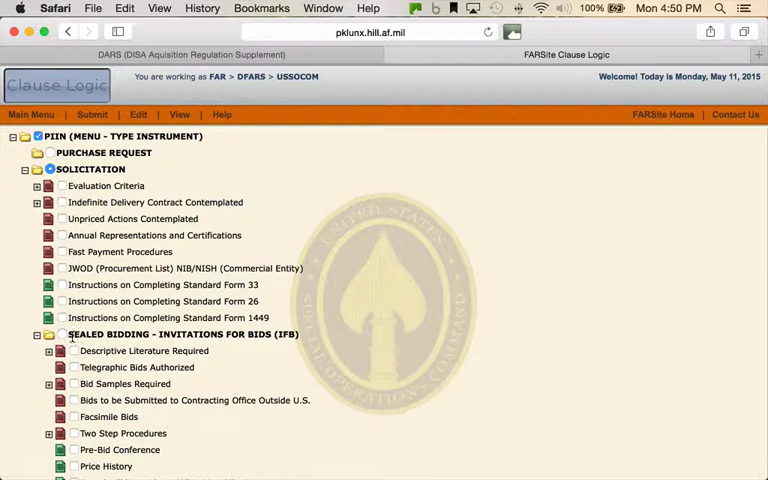 Safari File Edit View History Bookmarks Window Help 100% Mon 4:50 PM
pklunx.hill.af.mil
DARS (DISA Aquisition Regulation Supplement) FARSite Clause Logic
Clause Logic You are working as FAR > DFARS > USSOCOM Welcome! Today is Monday, May 11, 2015
Main Menu | Submit | Edit | View | Help FARSite Home | Contact Us
PIIN (MENU - TYPE INSTRUMENT)
PURCHASE REQUEST
SOLICITATION
Evaluation Criteria
Indefinite Delivery Contract Contemplated
Unpriced Actions Contemplated
Annual Representations and Certifications
Fast Payment Procedures
JWOD (Procurement List) NIB/NISH (Commercial Entity)
Instructions on Completing Standard Form 33
Instructions on Completing Standard Form 26
Instructions on Completing Standard Form 1449
SEALED BIDDING - INVITATIONS FOR BIDS (IFB)
Descriptive Literature Required
Telegraphic Bids Authorized
Bid Samples Required
Bids to be Submitted to Contracting Office Outside U.S.
Facsimile Bids
Two Step Procedures
Pre-Bid Conference
Price History
UNITED STATES
SPECIAL OPERATIONS COMMAND